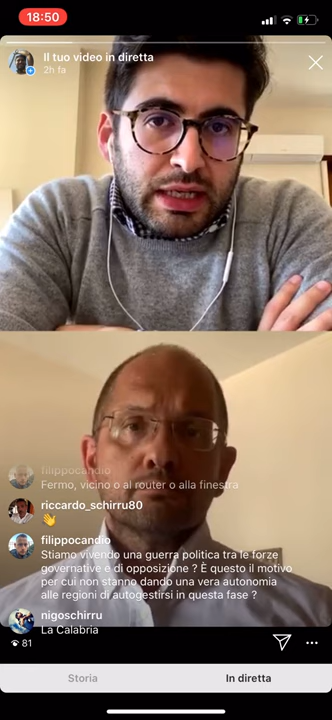 18:50
Il tuo video in diretta
2h fa
filippocandio
Fermo, vicino o al router o alla finestra
riccardo_schirru80
👋
filippocandio
Stiamo vivendo una guerra politica tra le forze
governative e di opposizione ? È questo il motivo
per cui non stanno dando una vera autonomia
alle regioni di autogestirsi in questa fase ?
nigoschirru
La Calabria
81
Storia
In diretta